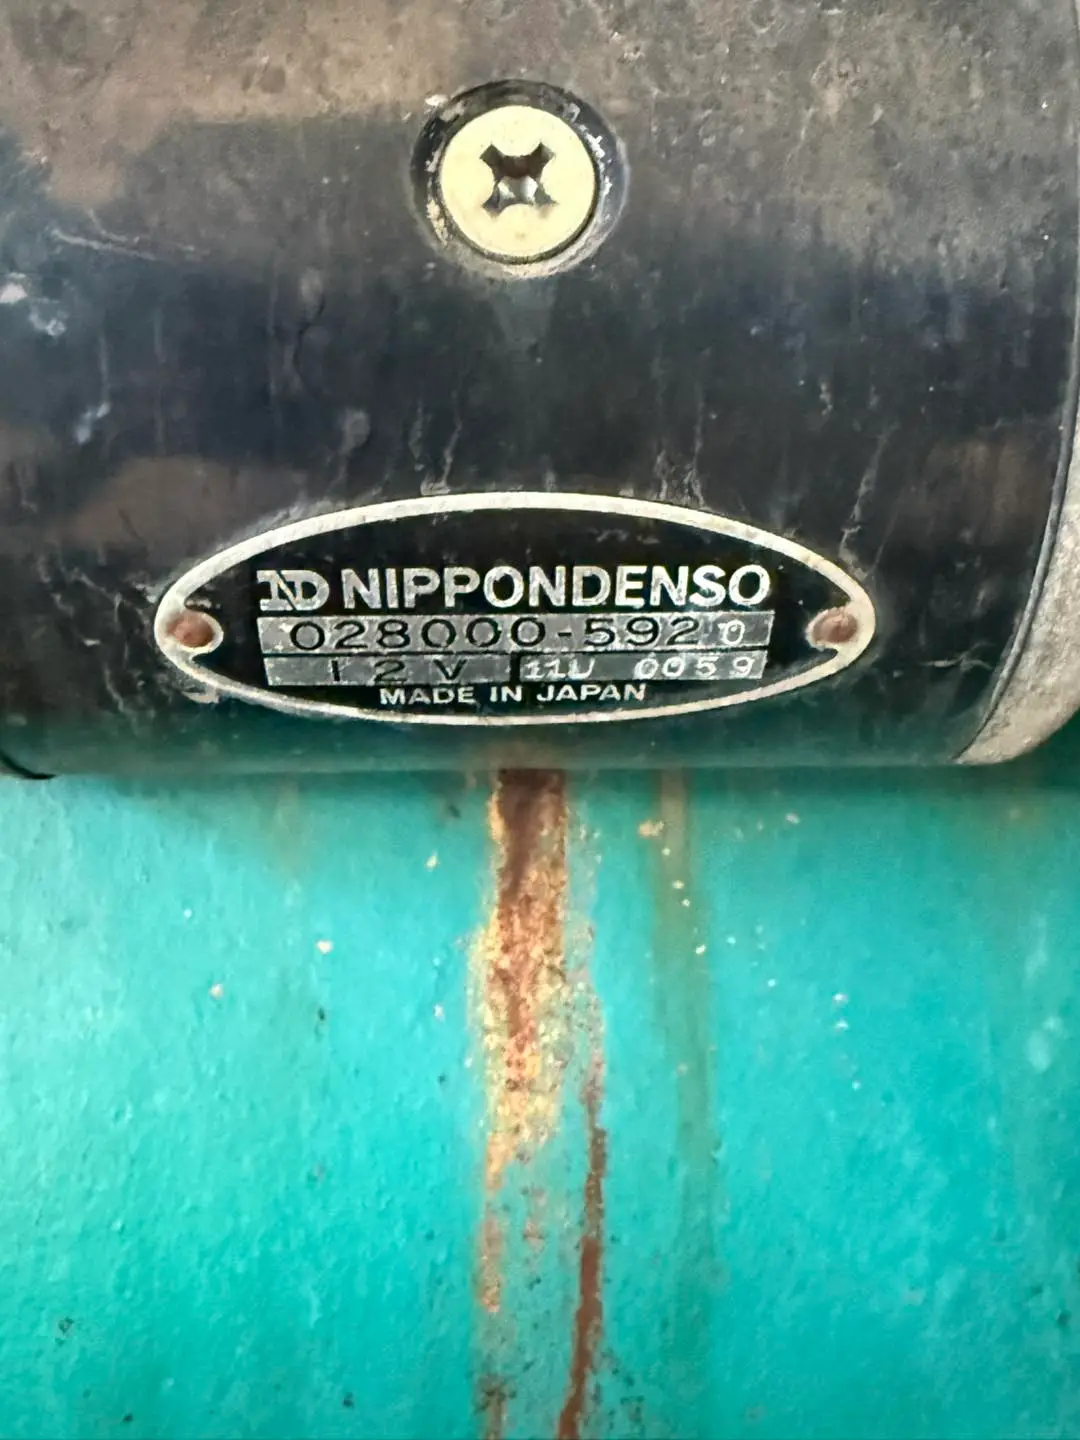 ND NIPPONDENSO
028000-5920
12V 11U 0059
MADE IN JAPAN